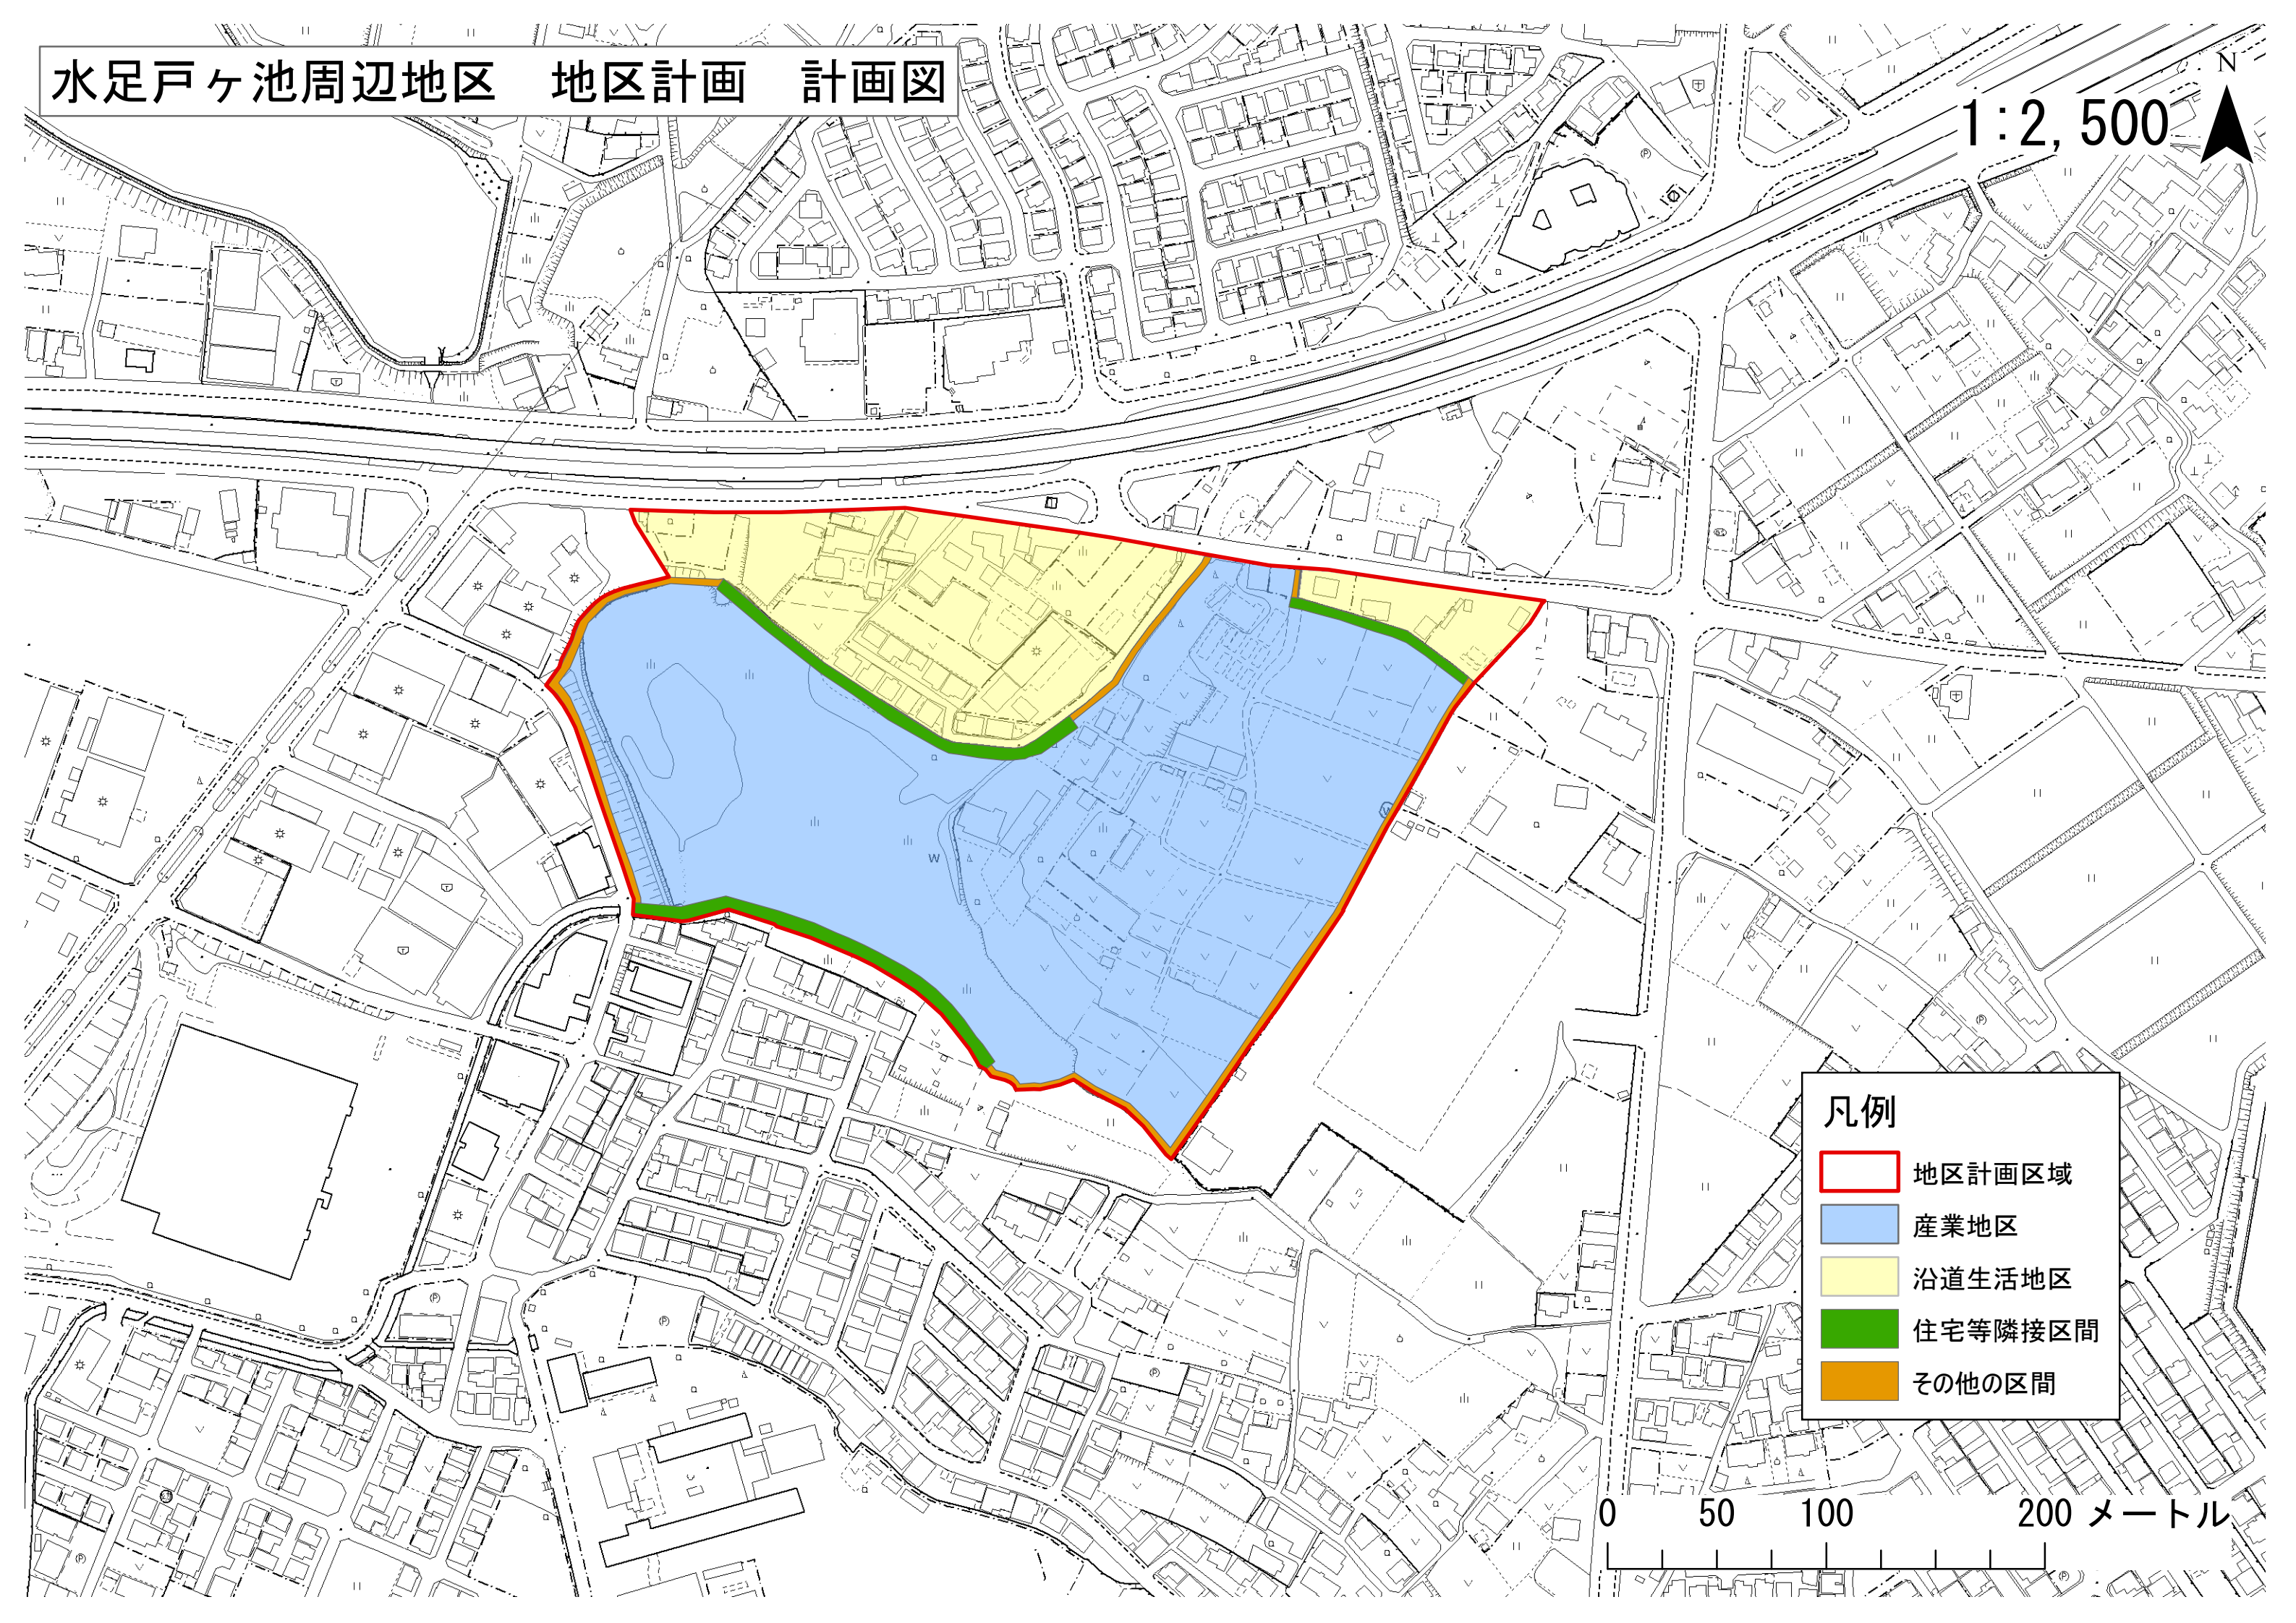 水足戸ヶ池周辺地区　地区計画　計画図
N
1:2,500
凡例
地区計画区域
産業地区
沿道生活地区
住宅等隣接区間
その他の区間
0 50 100 200 メートル